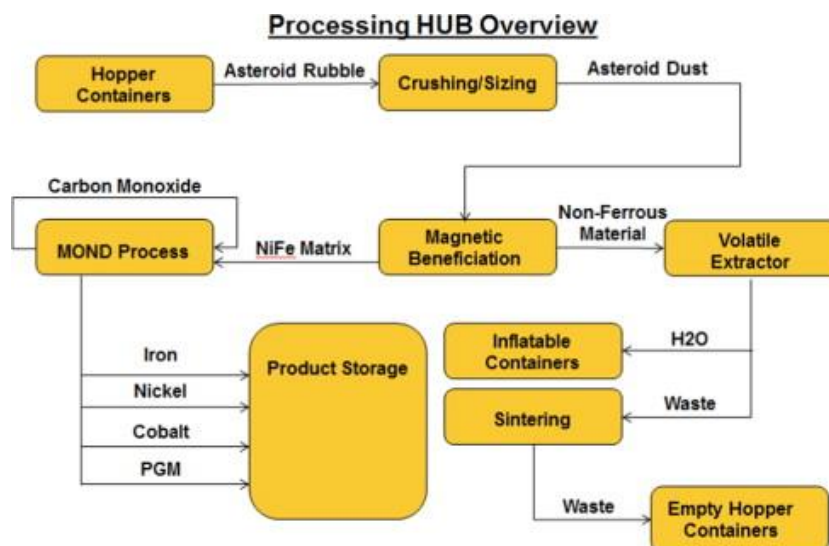 Processing HUB Overview
Hopper
Containers
Asteroid Rubble
Crushing/Sizing
Asteroid Dust
Carbon Monoxide
MOND Process
NiFe Matrix
Magnetic
Beneficiation
Non-Ferrous
Material
Volatile
Extractor
Iron
Nickel
Cobalt
PGM
Product Storage
Inflatable
Containers
H2O
Sintering
Waste
Waste
Empty Hopper
Containers